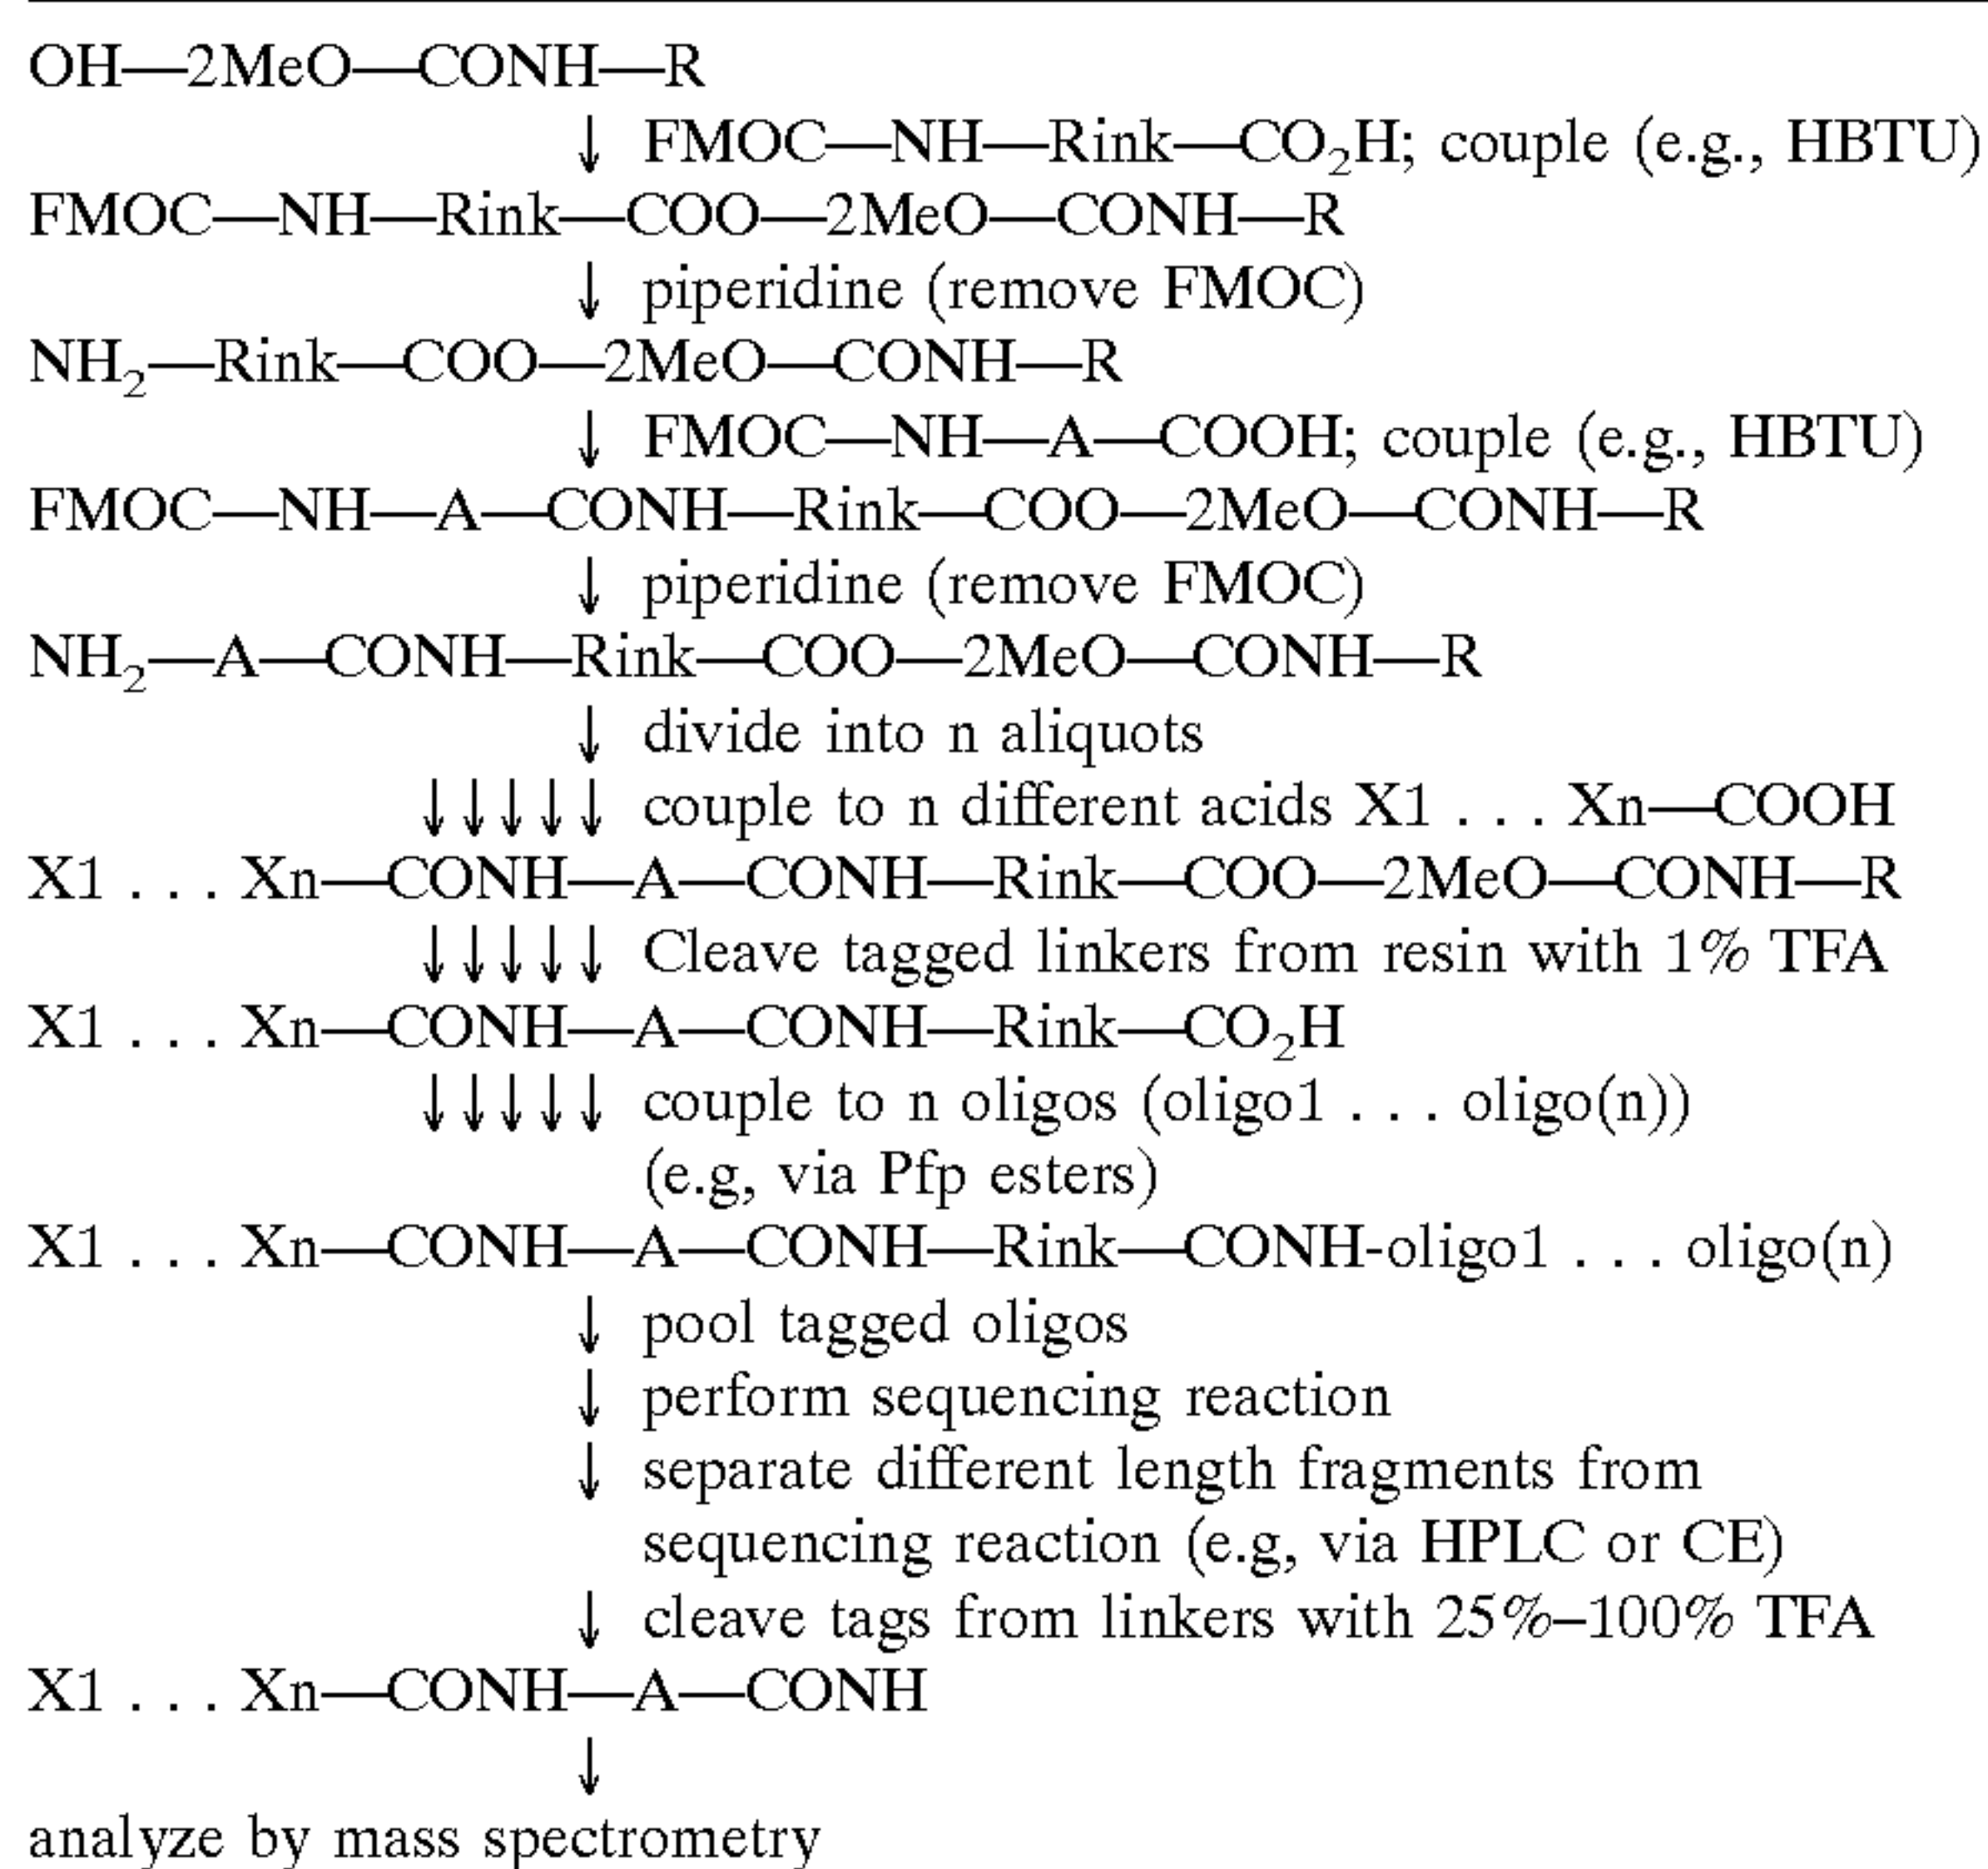 OH—2MeO—CONH—R
↓ FMOC—NH—Rink—CO₂H; couple (e.g., HBTU)
FMOC—NH—Rink—COO—2MeO—CONH—R
↓ piperidine (remove FMOC)
NH₂—Rink—COO—2MeO—CONH—R
↓ FMOC—NH—A—COOH; couple (e.g., HBTU)
FMOC—NH—A—CONH—Rink—COO—2MeO—CONH—R
↓ piperidine (remove FMOC)
NH₂—A—CONH—Rink—COO—2MeO—CONH—R
↓ divide into n aliquots
↓↓↓↓↓ couple to n different acids X1 . . . Xn—COOH
X1 . . . Xn—CONH—A—CONH—Rink—COO—2MeO—CONH—R
↓↓↓↓↓ Cleave tagged linkers from resin with 1% TFA
X1 . . . Xn—CONH—A—CONH—Rink—CO₂H
↓↓↓↓↓ couple to n oligos (oligo1 . . . oligo(n))
(e.g, via Pfp esters)
X1 . . . Xn—CONH—A—CONH—Rink—CONH-oligo1 . . . oligo(n)
↓ pool tagged oligos
↓ perform sequencing reaction
↓ separate different length fragments from
sequencing reaction (e.g, via HPLC or CE)
↓ cleave tags from linkers with 25%–100% TFA
X1 . . . Xn—CONH—A—CONH
↓
analyze by mass spectrometry